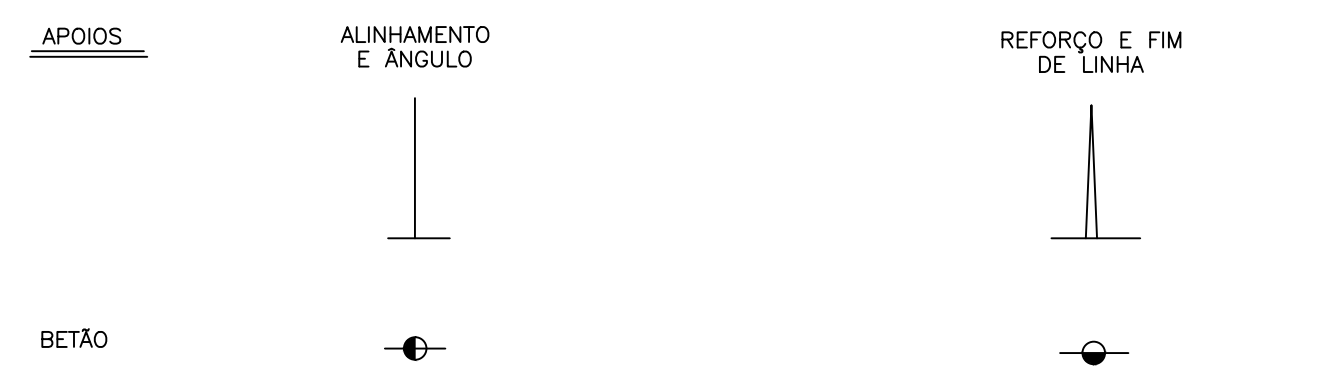 APOIOS
ALINHAMENTO
E ÂNGULO
REFORÇO E FIM
DE LINHA
BETÃO